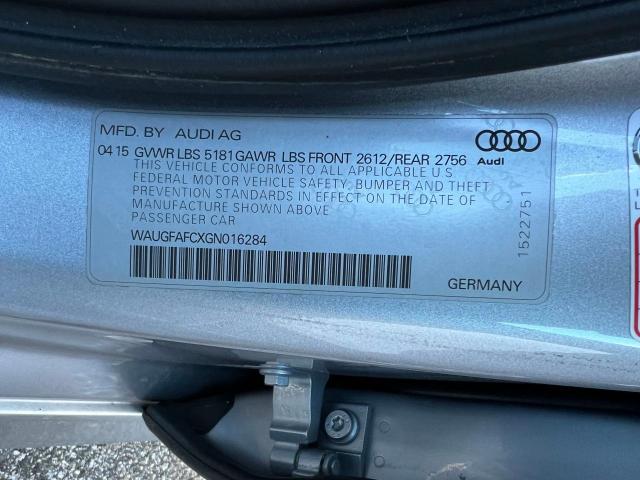 MFD. BY AUDI AG
04 15 GVWR LBS 5181 GAWR LBS FRONT 2612/REAR 2756
THIS VEHICLE CONFORMS TO ALL APPLICABLE U S
FEDERAL MOTOR VEHICLE SAFETY, BUMPER AND THEFT
PREVENTION STANDARDS IN EFFECT ON THE DATE OF
MANUFACTURE SHOWN ABOVE
PASSENGER CAR
WAUGFAFCXGN016284
GERMANY
Audi
1522751